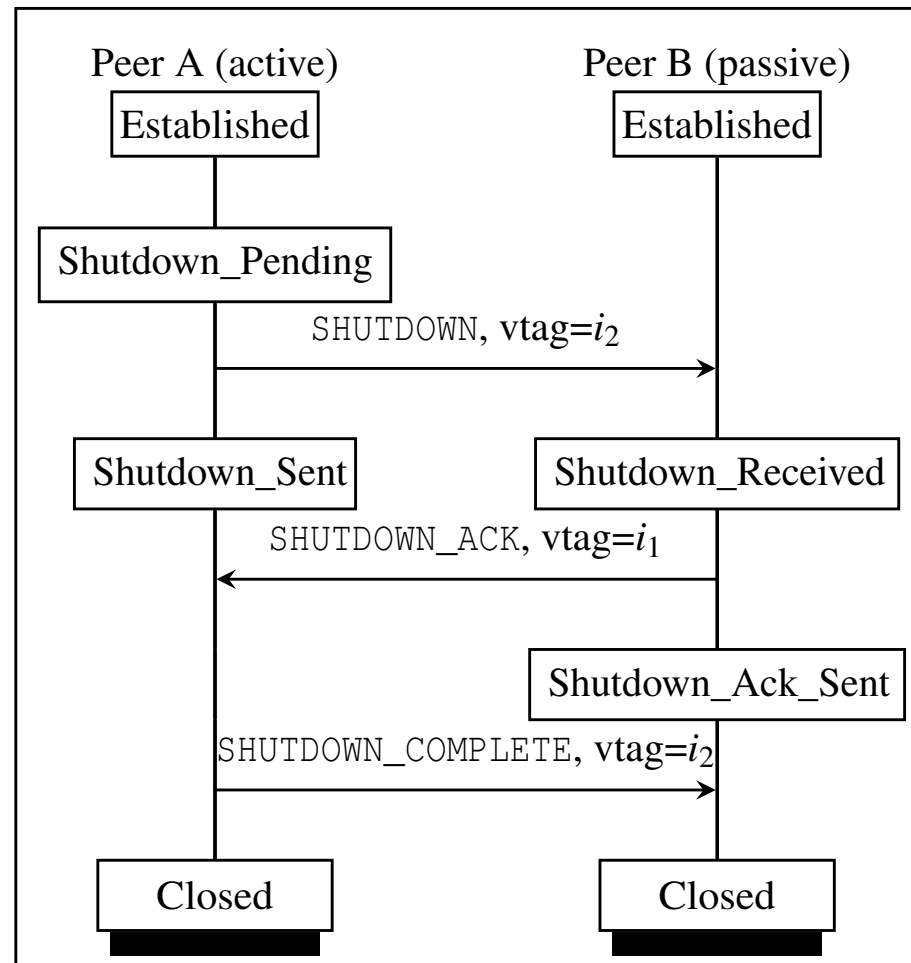 Peer A (active) Peer B (passive)
Established Established
Shutdown_Pending
SHUTDOWN, vtag=i₂
Shutdown_Sent Shutdown_Received
SHUTDOWN_ACK, vtag=i₁
Shutdown_Ack_Sent
SHUTDOWN_COMPLETE, vtag=i₂
Closed Closed